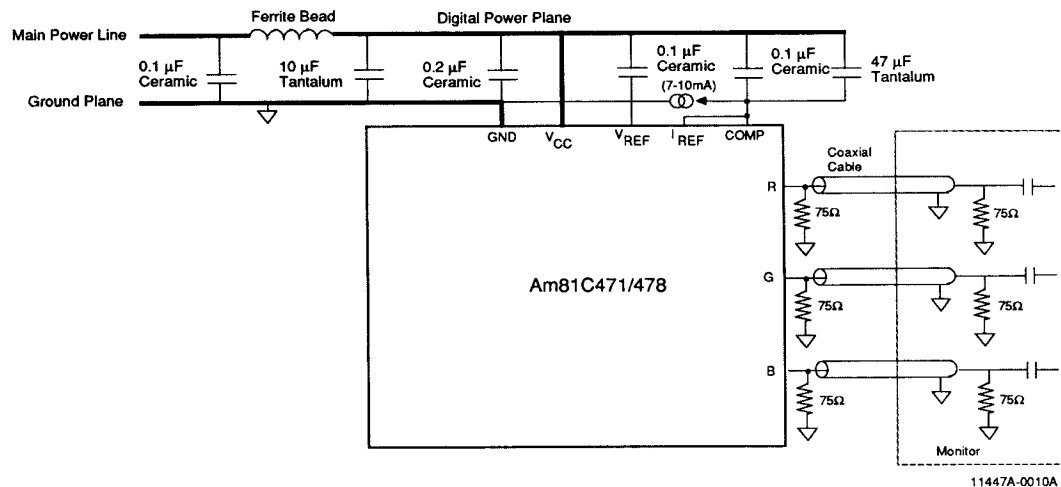 Ferrite Bead
Digital Power Plane
Main Power Line
0.1 µF
Ceramic
10 µF
Tantalum
0.2 µF
Ceramic
0.1 µF
Ceramic
(7-10mA)
0.1 µF
Ceramic
47 µF
Tantalum
Ground Plane
GND
VCC
VREF
IREF
COMP
Coaxial
Cable
R
75Ω
75Ω
Am81C471/478
G
75Ω
75Ω
B
75Ω
75Ω
Monitor
11447A-0010A